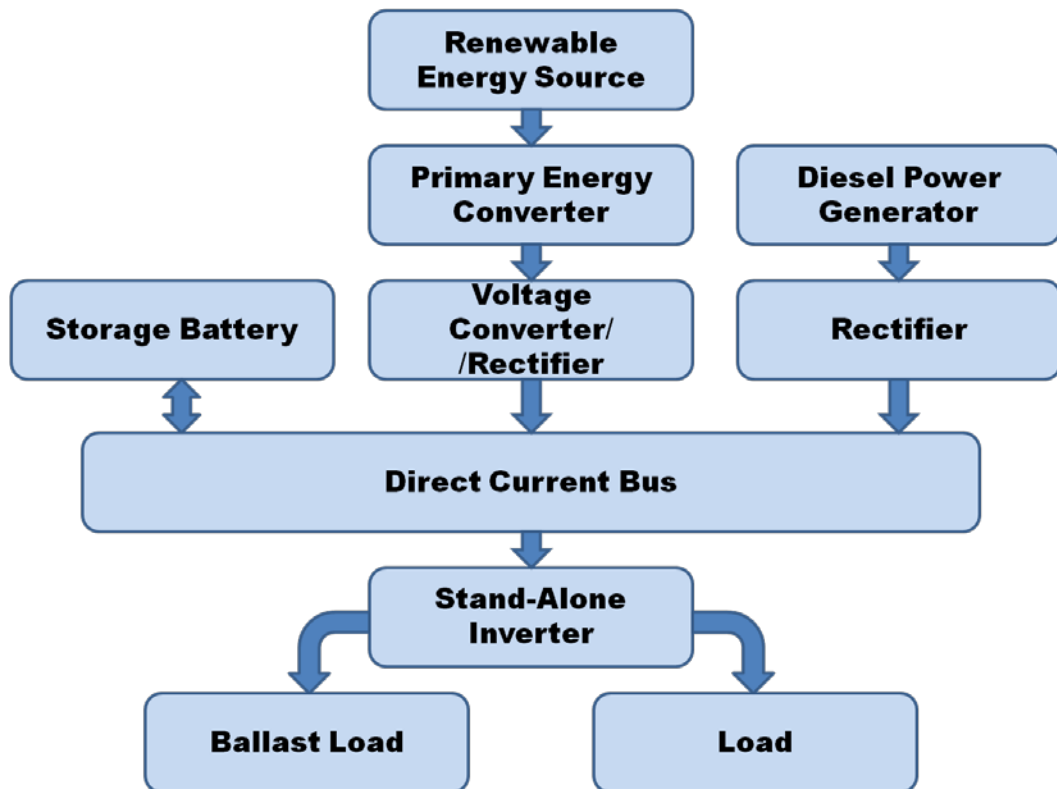 Renewable
Energy Source
Primary Energy
Converter
Diesel Power
Generator
Storage Battery
Voltage
Converter/
/Rectifier
Rectifier
Direct Current Bus
Stand-Alone
Inverter
Ballast Load
Load